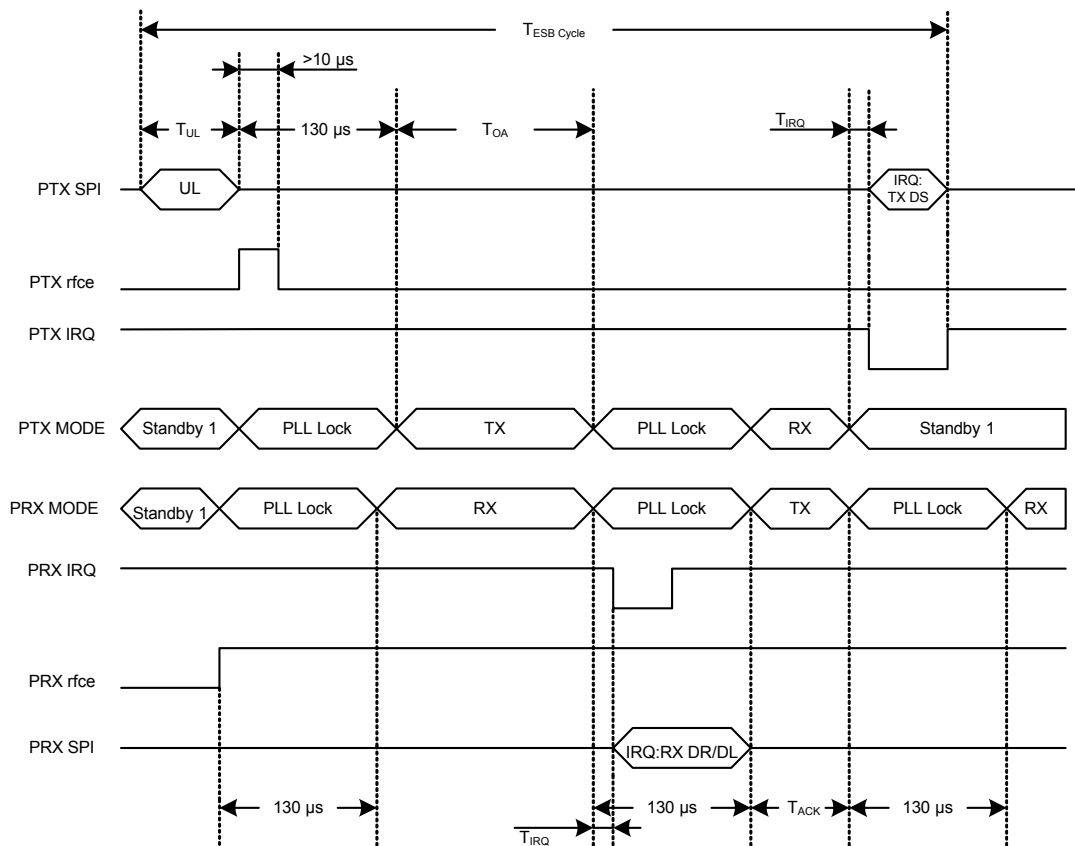 T_ESB Cycle
>10 µs
T_UL 130 µs T_OA T_IRQ
PTX SPI UL IRQ:
TX DS
PTX rfce
PTX IRQ
PTX MODE Standby 1 PLL Lock TX PLL Lock RX Standby 1
PRX MODE Standby 1 PLL Lock RX PLL Lock TX PLL Lock RX
PRX IRQ
PRX rfce
PRX SPI IRQ:RX DR/DL
130 µs 130 µs T_ACK 130 µs
T_IRQ